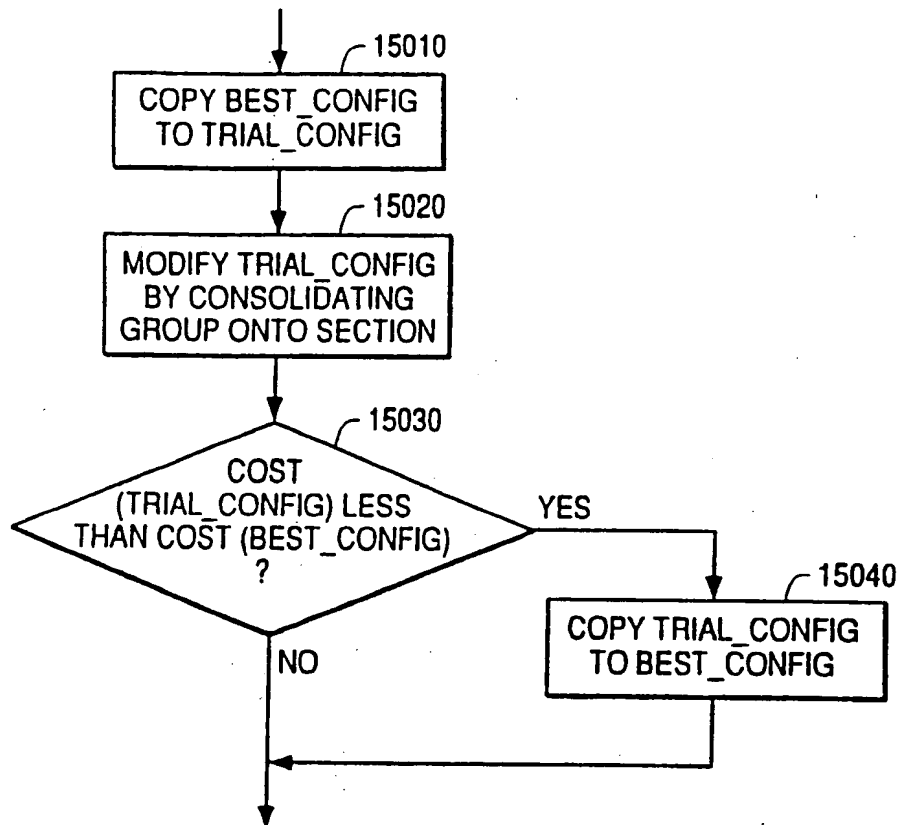 15010
COPY BEST_CONFIG
TO TRIAL_CONFIG
15020
MODIFY TRIAL_CONFIG
BY CONSOLIDATING
GROUP ONTO SECTION
15030
COST
(TRIAL_CONFIG) LESS
THAN COST (BEST_CONFIG)
?
YES
15040
COPY TRIAL_CONFIG
TO BEST_CONFIG
NO